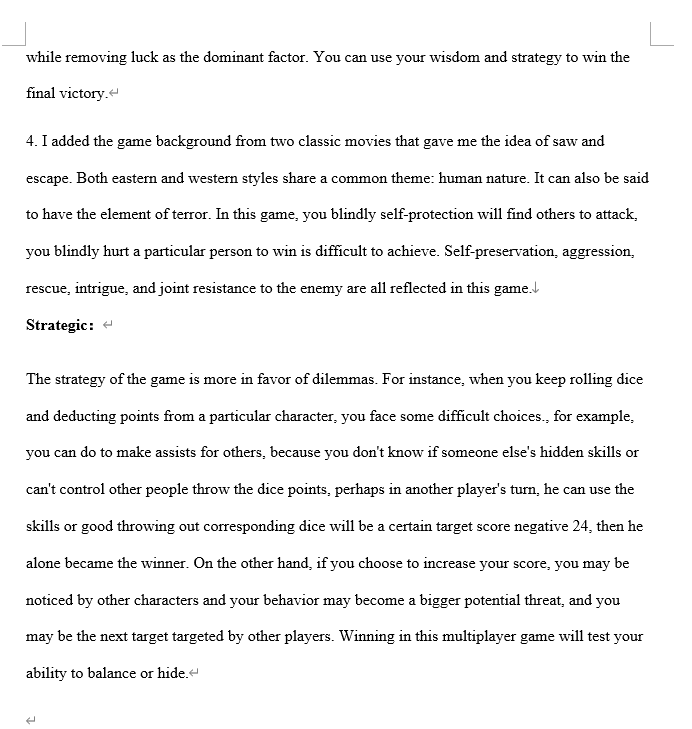 while removing luck as the dominant factor. You can use your wisdom and strategy to win the
final victory.
4. I added the game background from two classic movies that gave me the idea of saw and
escape. Both eastern and western styles share a common theme: human nature. It can also be said
to have the element of terror. In this game, you blindly self-protection will find others to attack,
you blindly hurt a particular person to win is difficult to achieve. Self-preservation, aggression,
rescue, intrigue, and joint resistance to the enemy are all reflected in this game.
Strategic:
The strategy of the game is more in favor of dilemmas. For instance, when you keep rolling dice
and deducting points from a particular character, you face some difficult choices., for example,
you can do to make assists for others, because you don't know if someone else's hidden skills or
can't control other people throw the dice points, perhaps in another player's turn, he can use the
skills or good throwing out corresponding dice will be a certain target score negative 24, then he
alone became the winner. On the other hand, if you choose to increase your score, you may be
noticed by other characters and your behavior may become a bigger potential threat, and you
may be the next target targeted by other players. Winning in this multiplayer game will test your
ability to balance or hide.